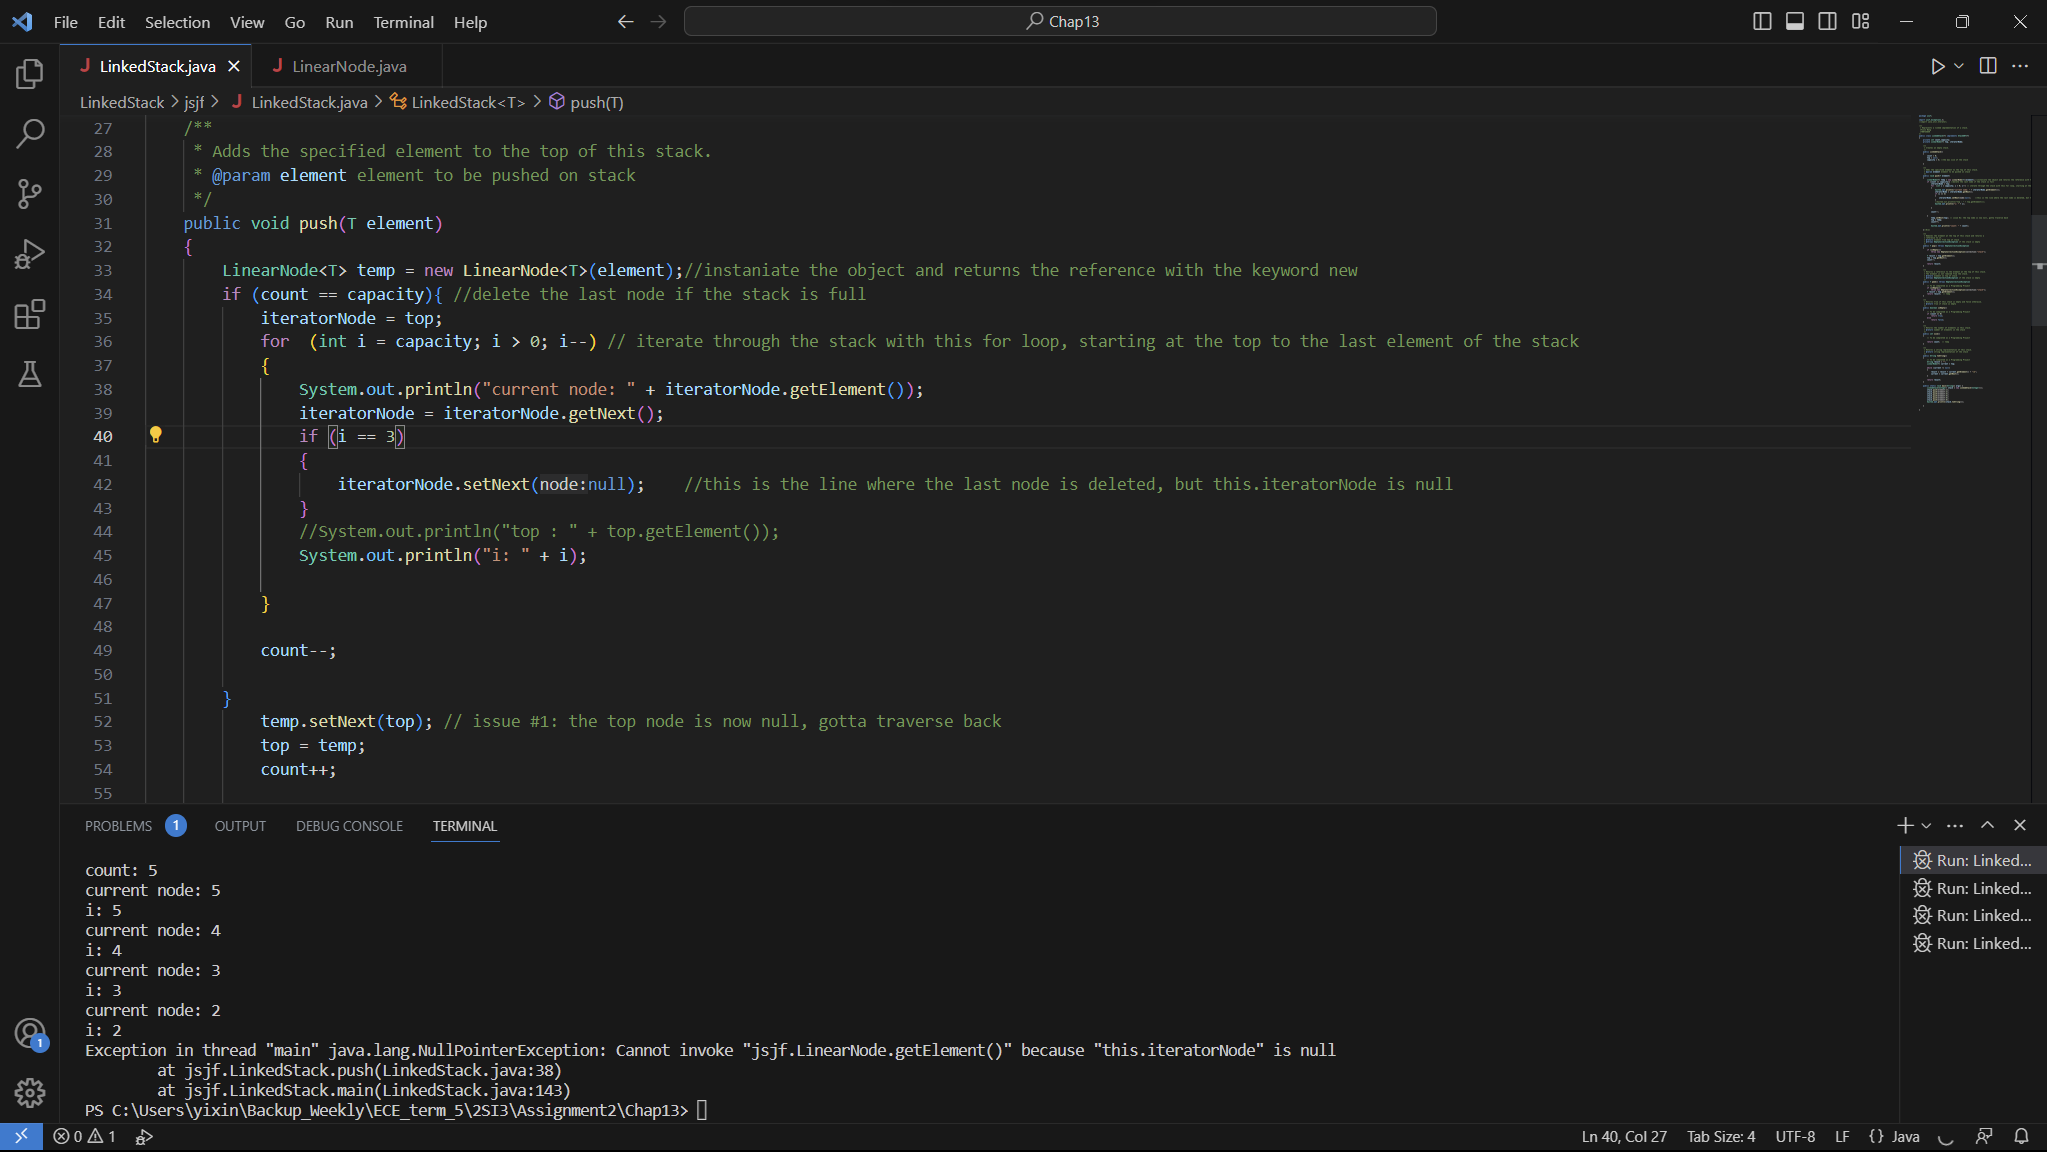 File Edit Selection View Go Run Terminal Help
Chap13
LinkedStack.java
LinearNode.java
LinkedStack > jsjf > J LinkedStack.java > LinkedStack<T> > push(T)
27 /**
28 * Adds the specified element to the top of this stack.
29 * @param element element to be pushed on stack
30 */
31 public void push(T element)
32 {
33 LinearNode<T> temp = new LinearNode<T>(element);//instaniate the object and returns the reference with the keyword new
34 if (count == capacity){ //delete the last node if the stack is full
35 iteratorNode = top;
36 for  (int i = capacity; i > 0; i--) // iterate through the stack with this for loop, starting at the top to the last element of the stack
37 {
38 System.out.println("current node: " + iteratorNode.getElement());
39 iteratorNode = iteratorNode.getNext();
40 if (i == 3)
41 {
42 iteratorNode.setNext(node:null);    //this is the line where the last node is deleted, but this.iteratorNode is null
43 }
44 //System.out.println("top : " + top.getElement());
45 System.out.println("i: " + i);
46
47 }
48
49 count--;
50
51 }
52 temp.setNext(top); // issue #1: the top node is now null, gotta traverse back
53 top = temp;
54 count++;
55
PROBLEMS 1 OUTPUT DEBUG CONSOLE TERMINAL
count: 5
current node: 5
i: 5
current node: 4
i: 4
current node: 3
i: 3
current node: 2
i: 2
Exception in thread "main" java.lang.NullPointerException: Cannot invoke "jsjf.LinearNode.getElement()" because "this.iteratorNode" is null
at jsjf.LinkedStack.push(LinkedStack.java:38)
at jsjf.LinkedStack.main(LinkedStack.java:143)
PS C:\Users\yixin\Backup_Weekly\ECE_term_5\2SI3\Assignment2\Chap13>
Run: Linked...
Run: Linked...
Run: Linked...
Run: Linked...
1
0 1
Ln 40, Col 27 Tab Size: 4 UTF-8 LF {} Java